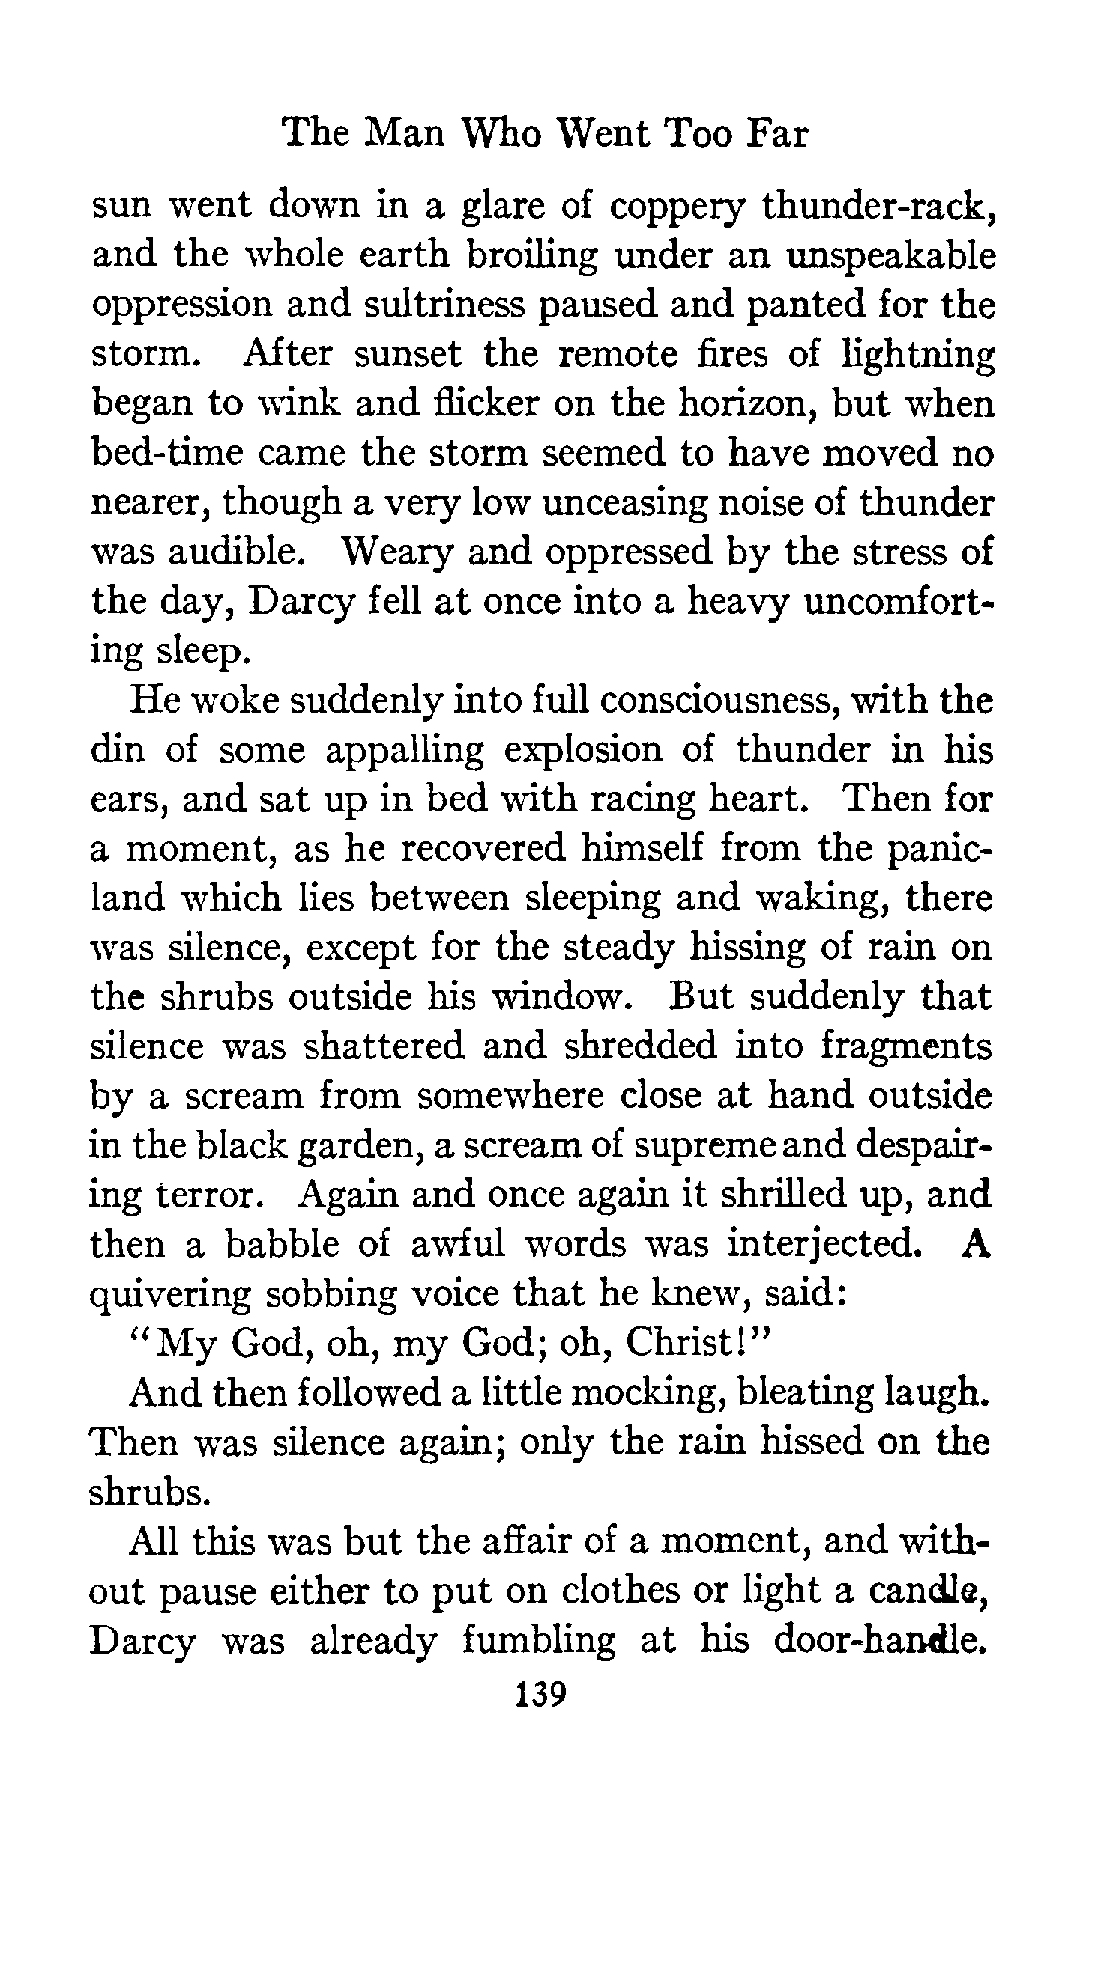 The Man Who Went Too Far
sun went down in a glare of coppery thunder-rack,
and the whole earth broiling under an unspeakable
oppression and sultriness paused and panted for the
storm. After sunset the remote fires of lightning
began to wink and flicker on the horizon, but when
bed-time came the storm seemed to have moved no
nearer, though a very low unceasing noise of thunder
was audible. Weary and oppressed by the stress of
the day, Darcy fell at once into a heavy uncomfort-
ing sleep.
He woke suddenly into full consciousness, with the
din of some appalling explosion of thunder in his
ears, and sat up in bed with racing heart. Then for
a moment, as he recovered himself from the panic-
land which lies between sleeping and waking, there
was silence, except for the steady hissing of rain on
the shrubs outside his window. But suddenly that
silence was shattered and shredded into fragments
by a scream from somewhere close at hand outside
in the black garden, a scream of supreme and despair-
ing terror. Again and once again it shrilled up, and
then a babble of awful words was interjected. A
quivering sobbing voice that he knew, said:
"My God, oh, my God; oh, Christ!"
And then followed a little mocking, bleating laugh.
Then was silence again; only the rain hissed on the
shrubs.
All this was but the affair of a moment, and with-
out pause either to put on clothes or light a candle,
Darcy was already fumbling at his door-handle.
139